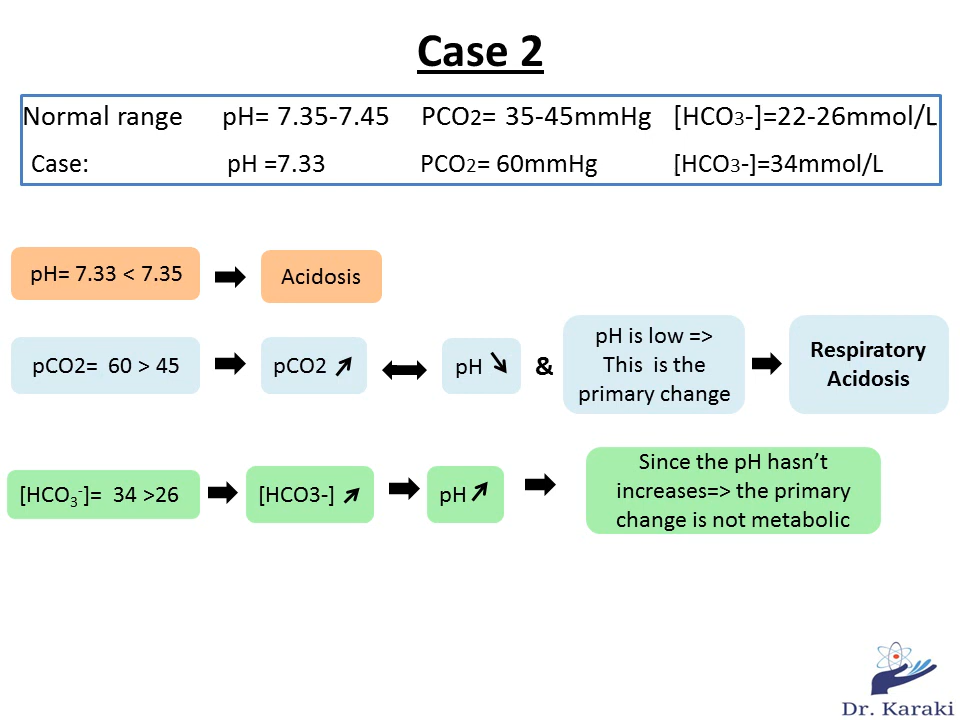 Case 2
Normal range pH= 7.35-7.45 PCO2= 35-45mmHg [HCO3-]=22-26mmol/L
Case: pH =7.33 PCO2= 60mmHg [HCO3-]=34mmol/L
pH= 7.33 < 7.35 ➡ Acidosis
pCO2= 60 > 45 ➡ pCO2 ↗ ⬌ pH ↘ &
pH is low =>
This is the
primary change
➡ Respiratory
Acidosis
[HCO₃⁻]= 34 >26 ➡ [HCO3-] ↗ ➡ pH ↗ ➡
Since the pH hasn't
increases=> the primary
change is not metabolic
Dr. Karaki